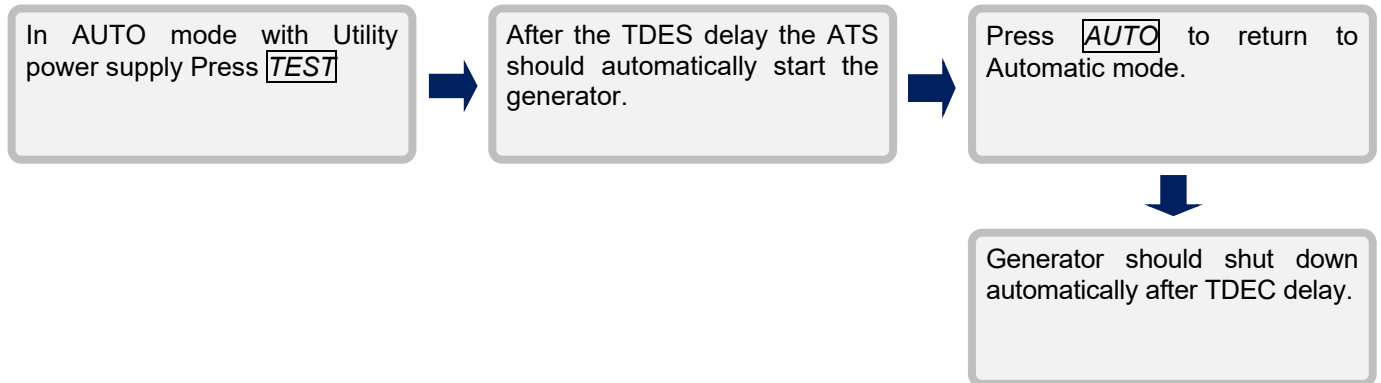 In AUTO mode with Utility
power supply Press TEST
After the TDES delay the ATS
should automatically start the
generator.
Press AUTO to return to
Automatic mode.
Generator should shut down
automatically after TDEC delay.